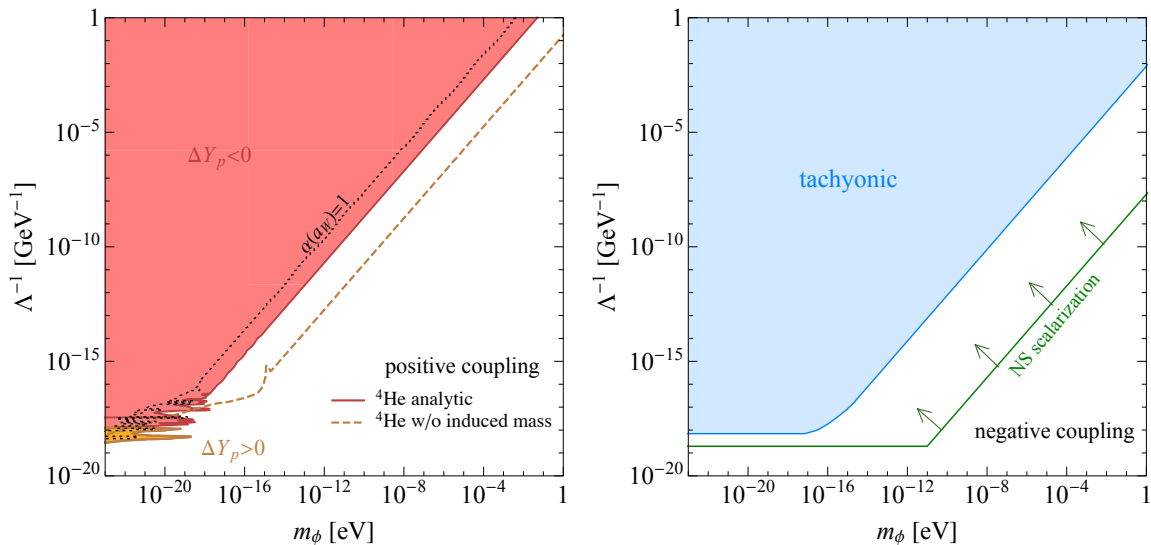 1
10⁻⁵
10⁻¹⁰
10⁻¹⁵
10⁻²⁰
Λ⁻¹ [GeV⁻¹]
ΔYₚ<0
α(a_W)=1
positive coupling
⁴He analytic
⁴He w/o induced mass
ΔYₚ>0
10⁻²⁰ 10⁻¹⁶ 10⁻¹² 10⁻⁸ 10⁻⁴ 1
m_ϕ [eV]
1
10⁻⁵
10⁻¹⁰
10⁻¹⁵
10⁻²⁰
Λ⁻¹ [GeV⁻¹]
tachyonic
NS scalarization
negative coupling
10⁻²⁰ 10⁻¹⁶ 10⁻¹² 10⁻⁸ 10⁻⁴ 1
m_ϕ [eV]